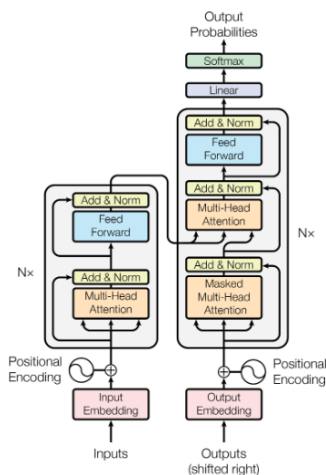 Output
Probabilities
Softmax
Linear
Add & Norm
Feed
Forward
Add & Norm
Multi-Head
Attention
Add & Norm
Masked
Multi-Head
Attention
Nx
Positional
Encoding
Output
Embedding
Outputs
(shifted right)
Add & Norm
Feed
Forward
Add & Norm
Multi-Head
Attention
Nx
Positional
Encoding
Input
Embedding
Inputs